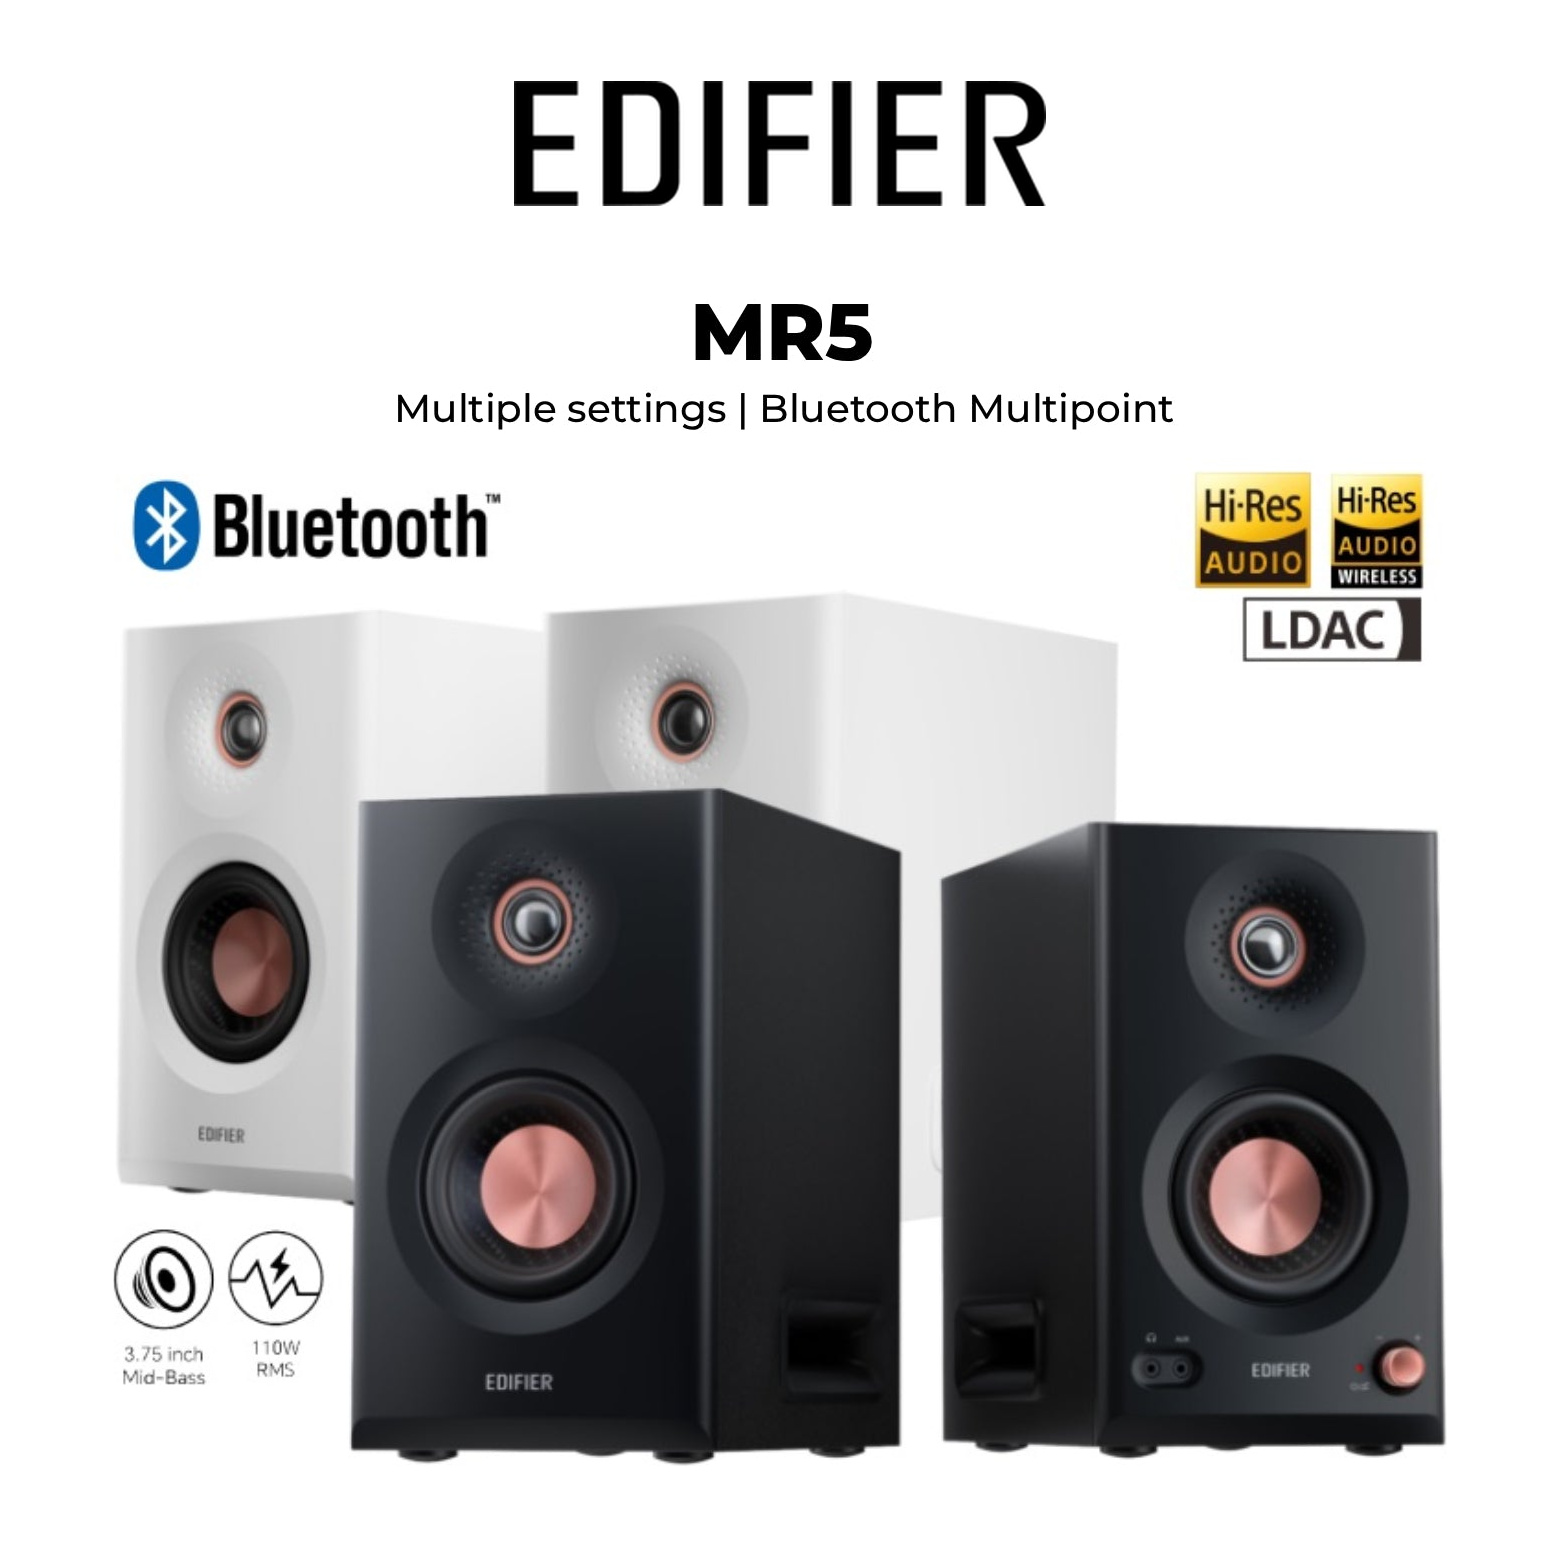 EDIFIER
MR5
Multiple settings | Bluetooth Multipoint
Bluetooth™
Hi-Res
AUDIO
Hi-Res
AUDIO
WIRELESS
LDAC
EDIFIER
3.75 inch
Mid-Bass
110W
RMS
EDIFIER
AUX
EDIFIER